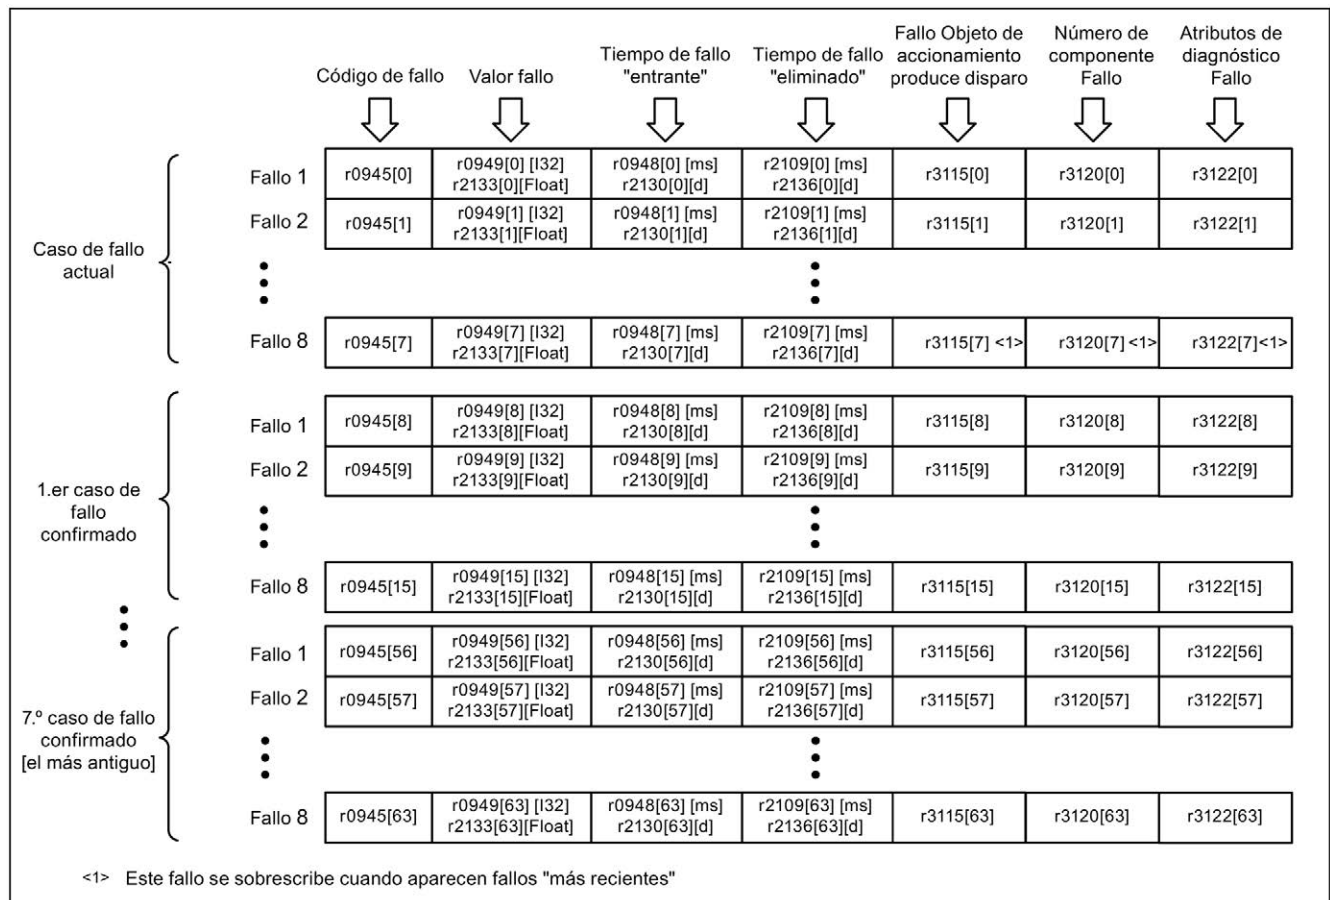 Código de fallo
Valor fallo
Tiempo de fallo
"entrante"
Tiempo de fallo
"eliminado"
Fallo Objeto de
accionamiento
produce disparo
Número de
componente
Fallo
Atributos de
diagnóstico
Fallo
Caso de fallo
actual
Fallo 1
r0945[0]
r0949[0] [I32]
r2133[0][Float]
r0948[0] [ms]
r2130[0][d]
r2109[0] [ms]
r2136[0][d]
r3115[0]
r3120[0]
r3122[0]
Fallo 2
r0945[1]
r0949[1] [I32]
r2133[1][Float]
r0948[1] [ms]
r2130[1][d]
r2109[1] [ms]
r2136[1][d]
r3115[1]
r3120[1]
r3122[1]
Fallo 8
r0945[7]
r0949[7] [I32]
r2133[7][Float]
r0948[7] [ms]
r2130[7][d]
r2109[7] [ms]
r2136[7][d]
r3115[7] <1>
r3120[7] <1>
r3122[7]<1>
1.er caso de
fallo
confirmado
Fallo 1
r0945[8]
r0949[8] [I32]
r2133[8][Float]
r0948[8] [ms]
r2130[8][d]
r2109[8] [ms]
r2136[8][d]
r3115[8]
r3120[8]
r3122[8]
Fallo 2
r0945[9]
r0949[9] [I32]
r2133[9][Float]
r0948[9] [ms]
r2130[9][d]
r2109[9] [ms]
r2136[9][d]
r3115[9]
r3120[9]
r3122[9]
Fallo 8
r0945[15]
r0949[15] [I32]
r2133[15][Float]
r0948[15] [ms]
r2130[15][d]
r2109[15] [ms]
r2136[15][d]
r3115[15]
r3120[15]
r3122[15]
7.º caso de fallo
confirmado
[el más antiguo]
Fallo 1
r0945[56]
r0949[56] [I32]
r2133[56][Float]
r0948[56] [ms]
r2130[56][d]
r2109[56] [ms]
r2136[56][d]
r3115[56]
r3120[56]
r3122[56]
Fallo 2
r0945[57]
r0949[57] [I32]
r2133[57][Float]
r0948[57] [ms]
r2130[57][d]
r2109[57] [ms]
r2136[57][d]
r3115[57]
r3120[57]
r3122[57]
Fallo 8
r0945[63]
r0949[63] [I32]
r2133[63][Float]
r0948[63] [ms]
r2130[63][d]
r2109[63] [ms]
r2136[63][d]
r3115[63]
r3120[63]
r3122[63]
<1> Este fallo se sobrescribe cuando aparecen fallos "más recientes"